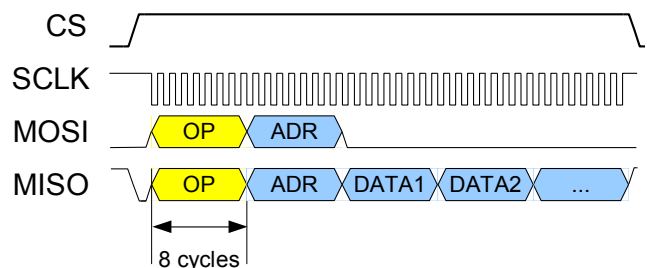 CS
SCLK
MOSI OP ADR
MISO OP ADR DATA1 DATA2 ...
8 cycles